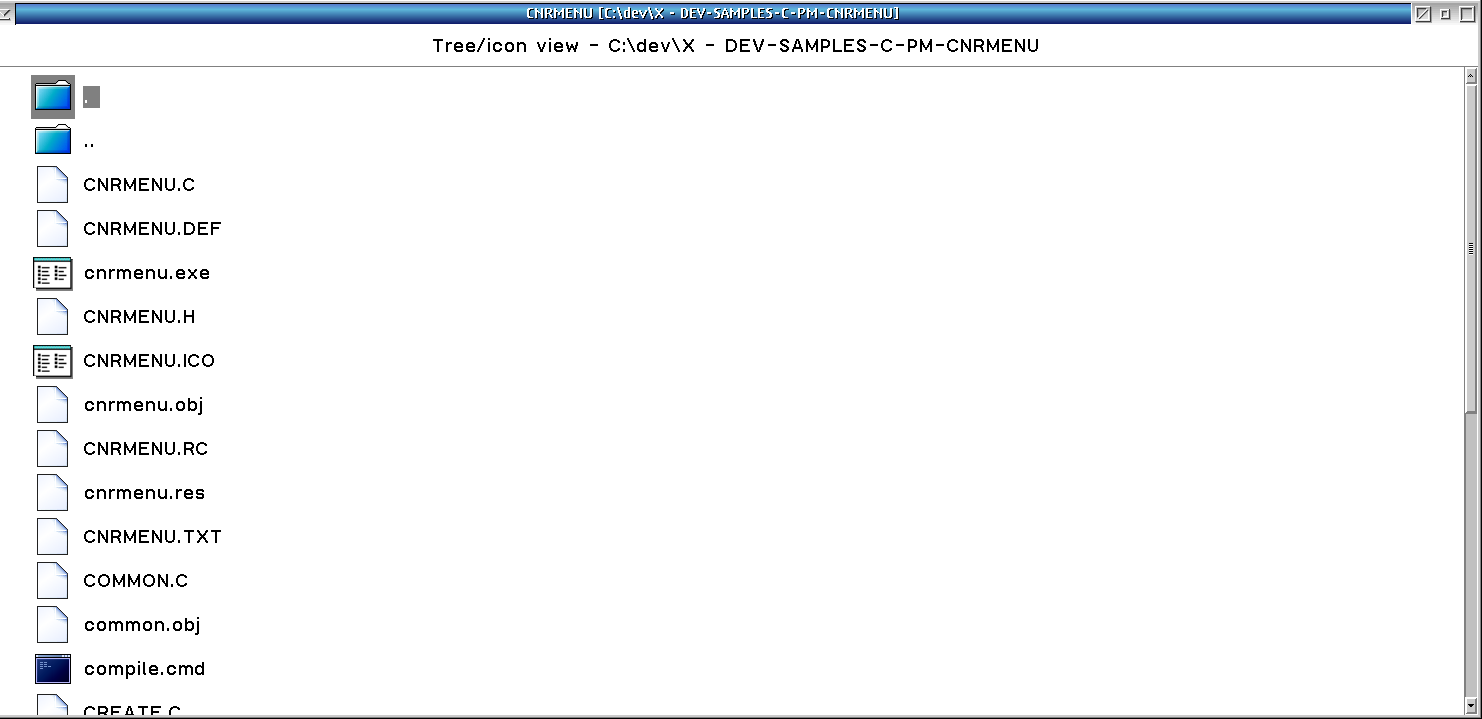 CNRMENU [C:\dev\X - DEV-SAMPLES-C-PM-CNRMENU]
Tree/icon view - C:\dev\X - DEV-SAMPLES-C-PM-CNRMENU
.
..
CNRMENU.C
CNRMENU.DEF
cnrmenu.exe
CNRMENU.H
CNRMENU.ICO
cnrmenu.obj
CNRMENU.RC
cnrmenu.res
CNRMENU.TXT
COMMON.C
common.obj
compile.cmd
CREATE.C